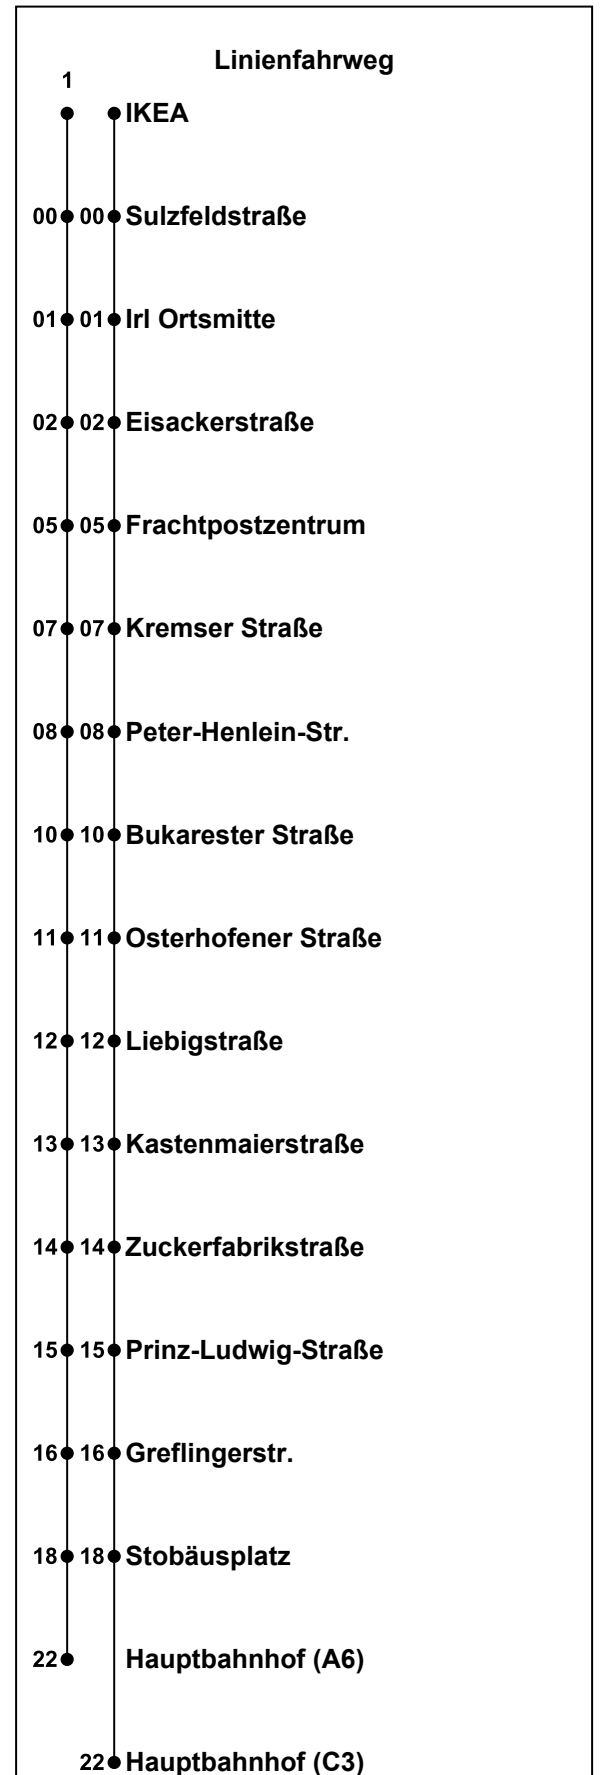 Linienfahrweg
1
IKEA
00 00 Sulzfeldstraße
01 01 Irl Ortsmitte
02 02 Eisackerstraße
05 05 Frachtpostzentrum
07 07 Kremser Straße
08 08 Peter-Henlein-Str.
10 10 Bukarester Straße
11 11 Osterhofener Straße
12 12 Liebigstraße
13 13 Kastenmaierstraße
14 14 Zuckerfabrikstraße
15 15 Prinz-Ludwig-Straße
16 16 Greflingerstr.
18 18 Stobäusplatz
22 Hauptbahnhof (A6)
22 Hauptbahnhof (C3)